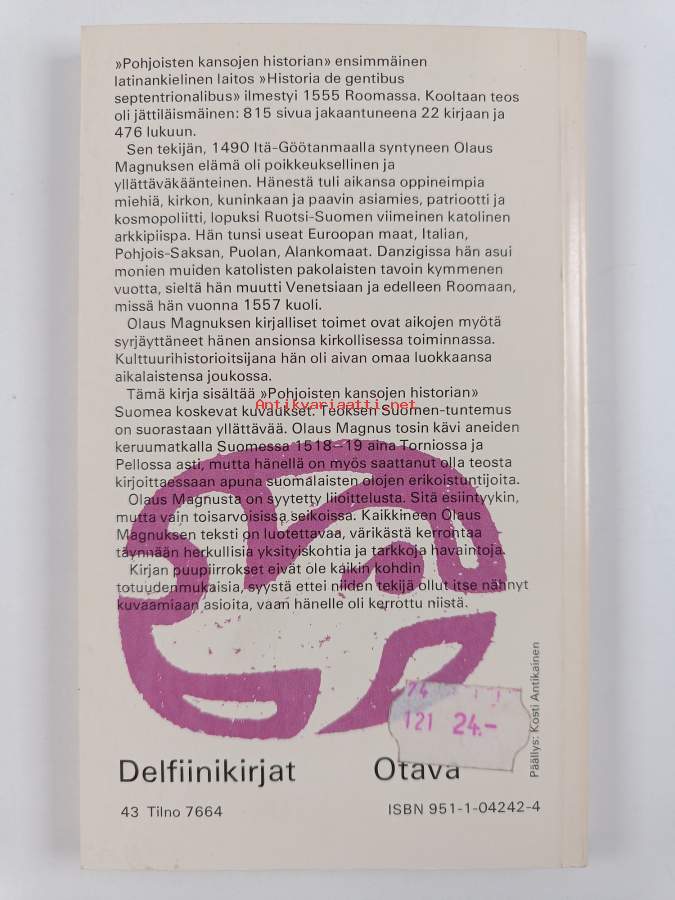 »Pohjoisten kansojen historian» ensimmäinen
latinankielinen laitos »Historia de gentibus
septentrionalibus» ilmestyi 1555 Roomassa. Kooltaan teos
oli jättiläismäinen: 815 sivua jakaantuneena 22 kirjaan ja
476 lukuun.
Sen tekijän, 1490 Itä-Göötanmaalla syntyneen Olaus
Magnuksen elämä oli poikkeuksellinen ja
yllättäväkäänteinen. Hänestä tuli aikansa oppineimpia
miehiä, kirkon, kuninkaan ja paavin asiamies, patriootti ja
kosmopoliitti, lopuksi Ruotsi-Suomen viimeinen katolinen
arkkipiispa. Hän tunsi useat Euroopan maat, Italian,
Pohjois-Saksan, Puolan, Alankomaat. Danzigissa hän asui
monien muiden katolisten pakolaisten tavoin kymmenen
vuotta, sieltä hän muutti Venetsiaan ja edelleen Roomaan,
missä hän vuonna 1557 kuoli.
Olaus Magnuksen kirjalliset toimet ovat aikojen myötä
syrjäyttäneet hänen ansionsa kirkollisessa toiminnassa.
Kulttuurihistorioitsijana hän oli aivan omaa luokkaansa
aikalaistensa joukossa.
Tämä kirja sisältää »Pohjoisten kansojen historian»
Antikvariaatti.net
Suomea koskevat kuvaukset. Teoksen Suomen-tuntemus
on suorastaan yllättävää. Olaus Magnus tosin kävi aneiden
keruumatkalla Suomessa 1518–19 aina Torniossa ja
Pellossa asti, mutta hänellä on myös saattanut olla teosta
kirjoittaessaan apuna suomalaisten olojen erikoistuntijoita.
Olaus Magnusta on syytetty liioittelusta. Sitä esiintyykin,
mutta vain toisarvoisissa seikoissa. Kaikkineen Olaus
Magnuksen teksti on luotettavaa, värikästä kerrontaa
täynnään herkullisia yksityiskohtia ja tarkkoja havaintoja.
Kirjan puupiirrokset eivät ole kaikin kohdin
totuudenmukaisia, syystä ettei niiden tekijä ollut itse nähnyt
kuvaamiaan asioita, vaan hänelle oli kerrottu niistä.
Päällys: Kosti Antikainen
74
121 24.–
Delfiinikirjat Otava
43 Tilno 7664 ISBN 951-1-04242-4